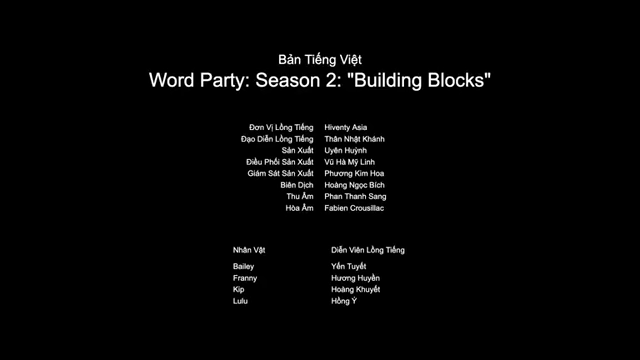 Bản Tiếng Việt
Word Party: Season 2: "Building Blocks"
Đơn Vị Lồng Tiếng Hiventy Asia
Đạo Diễn Lồng Tiếng Thân Nhật Khánh
Sản Xuất Uyên Huỳnh
Điều Phối Sản Xuất Vũ Hà Mỹ Linh
Giám Sát Sản Xuất Phương Kim Hoa
Biên Dịch Hoàng Ngọc Bích
Thu Âm Phan Thanh Sang
Hòa Âm Fabien Crousillac
Nhân Vật Diễn Viên Lồng Tiếng
Bailey Yến Tuyết
Franny Hương Huyền
Kip Hoàng Khuyết
Lulu Hồng Ý